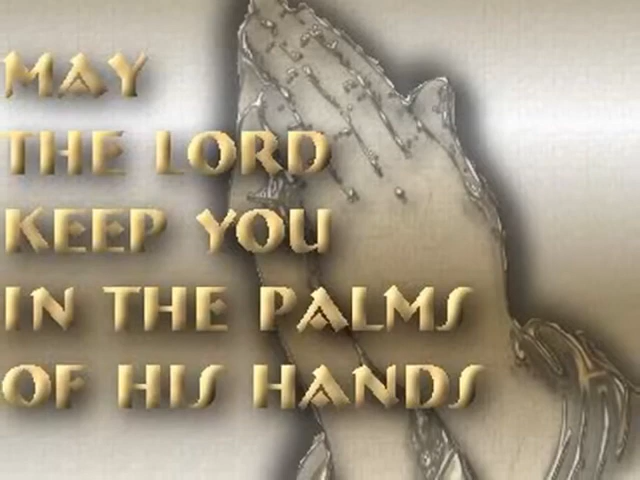 MAY
THE LORD
KEEP YOU
IN THE PALMS
OF HIS HANDS